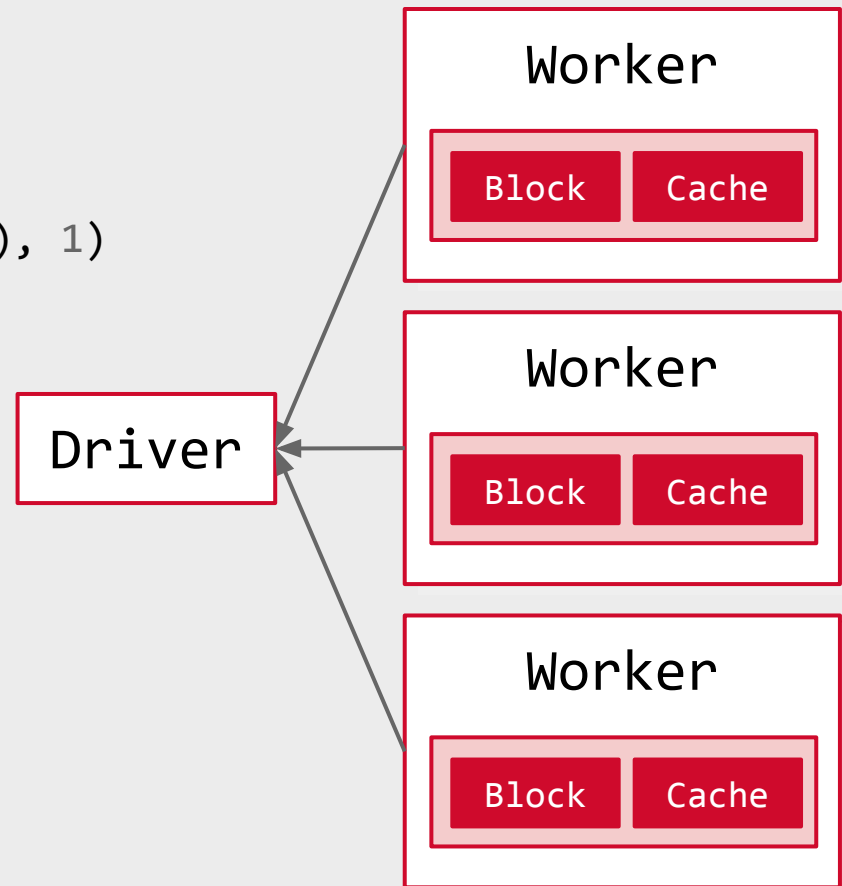 Worker
Block Cache
), 1)
Worker
Driver
Block Cache
Worker
Block Cache